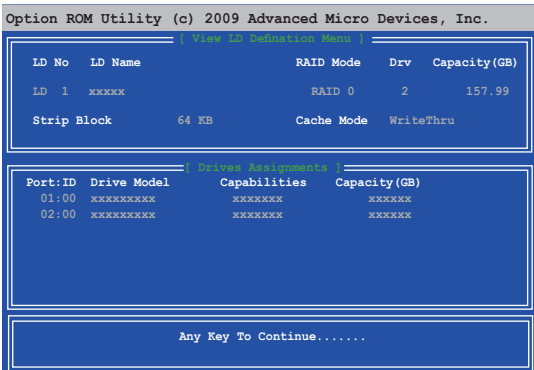 Option ROM Utility (c) 2009 Advanced Micro Devices, Inc.
[ View LD Defination Menu ]
LD No LD Name RAID Mode Drv Capacity(GB)
LD 1 xxxxx RAID 0 2 157.99
Strip Block 64 KB Cache Mode WriteThru
[ Drives Assignments ]
Port:ID Drive Model Capabilities Capacity(GB)
01:00 xxxxxxxxx xxxxxxx xxxxxx
02:00 xxxxxxxxx xxxxxxx xxxxxx
Any Key To Continue.......